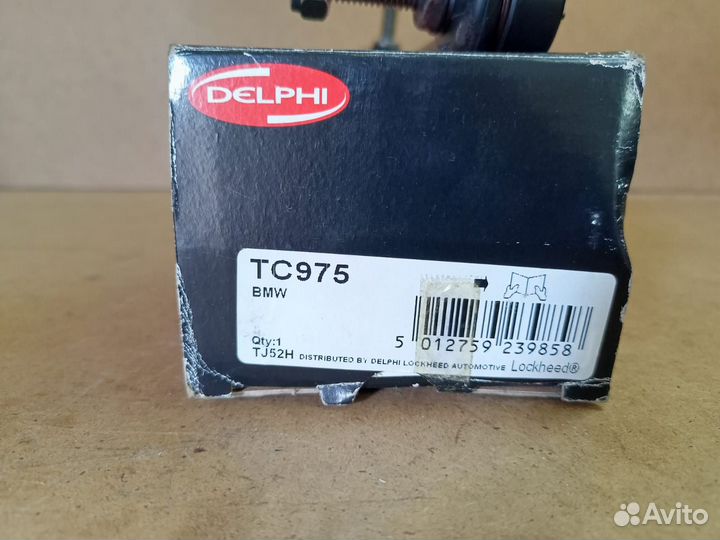 DELPHI
TC975
BMW
5 012759 239858
Qty:1
TJ52H DISTRIBUTED BY DELPHI LOCKHEED AUTOMOTIVE Lockheed®
Avito